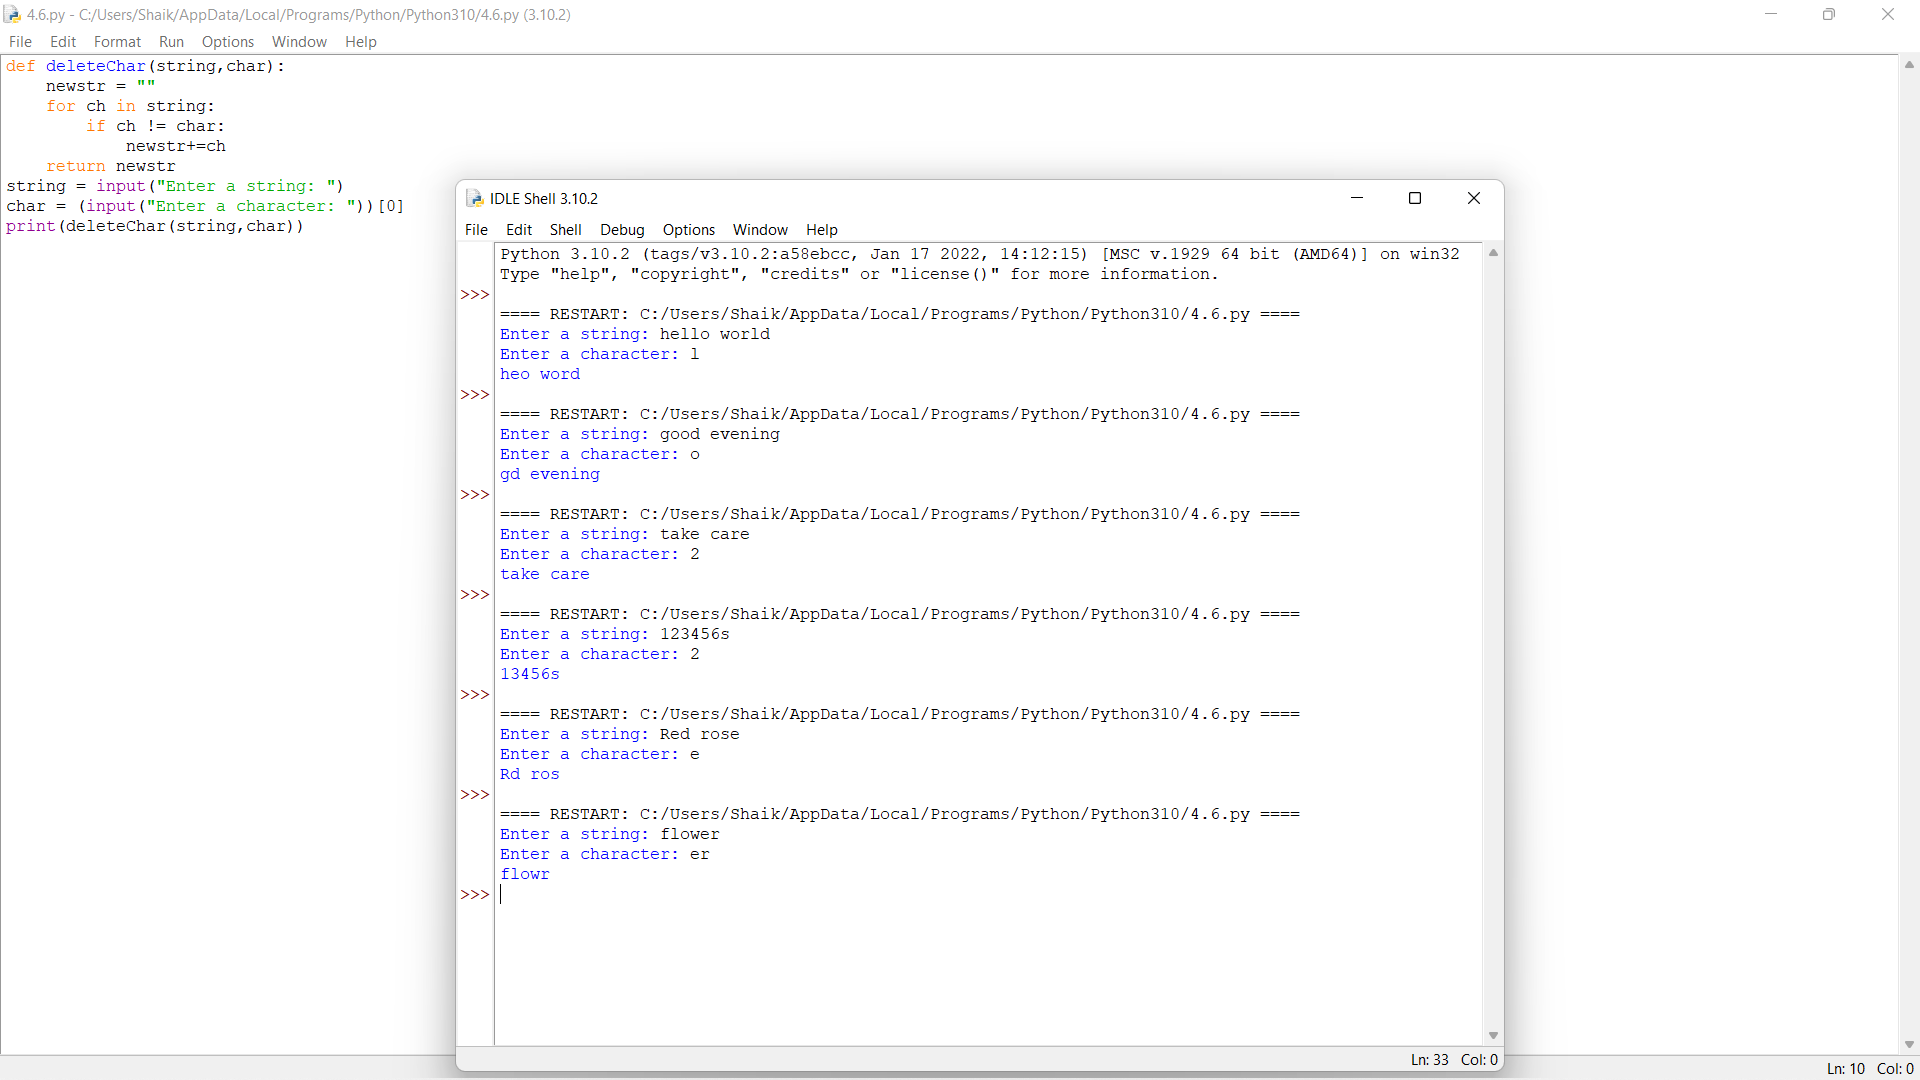 4.6.py - C:/Users/Shaik/AppData/Local/Programs/Python/Python310/4.6.py (3.10.2)
File Edit Format Run Options Window Help
def deleteChar(string,char):
    newstr = ""
    for ch in string:
        if ch != char:
            newstr+=ch
    return newstr
string = input("Enter a string: ")
char = (input("Enter a character: "))[0]
print(deleteChar(string,char))
IDLE Shell 3.10.2
File Edit Shell Debug Options Window Help
Python 3.10.2 (tags/v3.10.2:a58ebcc, Jan 17 2022, 14:12:15) [MSC v.1929 64 bit (AMD64)] on win32
Type "help", "copyright", "credits" or "license()" for more information.
>>>
==== RESTART: C:/Users/Shaik/AppData/Local/Programs/Python/Python310/4.6.py ====
Enter a string: hello world
Enter a character: l
heo word
>>>
==== RESTART: C:/Users/Shaik/AppData/Local/Programs/Python/Python310/4.6.py ====
Enter a string: good evening
Enter a character: o
gd evening
>>>
==== RESTART: C:/Users/Shaik/AppData/Local/Programs/Python/Python310/4.6.py ====
Enter a string: take care
Enter a character: 2
take care
>>>
==== RESTART: C:/Users/Shaik/AppData/Local/Programs/Python/Python310/4.6.py ====
Enter a string: 123456s
Enter a character: 2
13456s
>>>
==== RESTART: C:/Users/Shaik/AppData/Local/Programs/Python/Python310/4.6.py ====
Enter a string: Red rose
Enter a character: e
Rd ros
>>>
==== RESTART: C:/Users/Shaik/AppData/Local/Programs/Python/Python310/4.6.py ====
Enter a string: flower
Enter a character: er
flowr
>>>
Ln: 33 Col: 0
Ln: 10 Col: 0